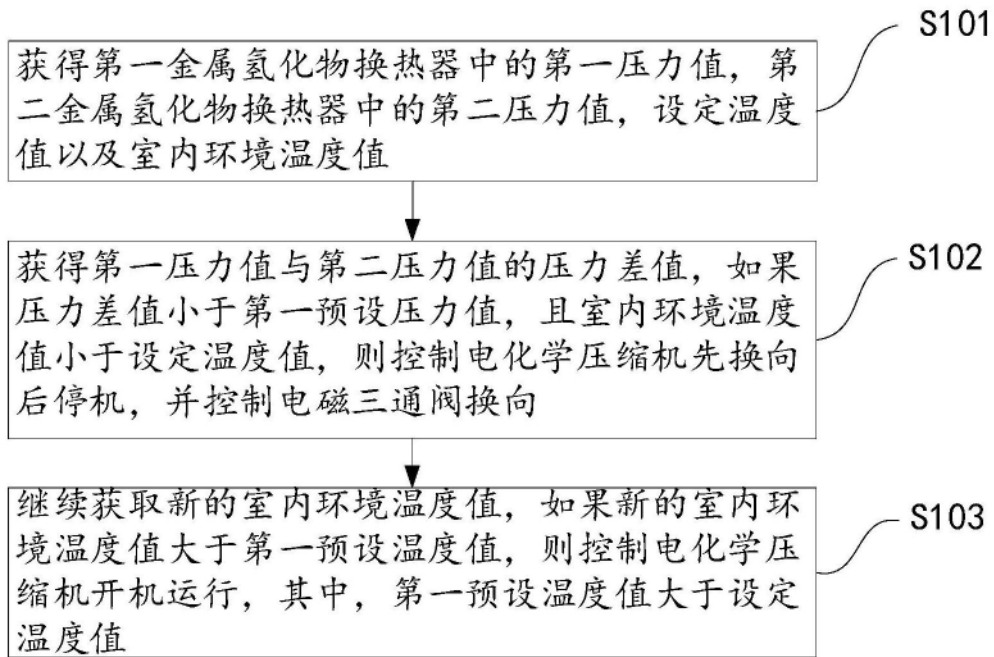 S101
获得第一金属氢化物换热器中的第一压力值，第
二金属氢化物换热器中的第二压力值，设定温度
值以及室内环境温度值
S102
获得第一压力值与第二压力值的压力差值，如果
压力差值小于第一预设压力值，且室内环境温度
值小于设定温度值，则控制电化学压缩机先换向
后停机，并控制电磁三通阀换向
S103
继续获取新的室内环境温度值，如果新的室内环
境温度值大于第一预设温度值，则控制电化学压
缩机开机运行，其中，第一预设温度值大于设定
温度值